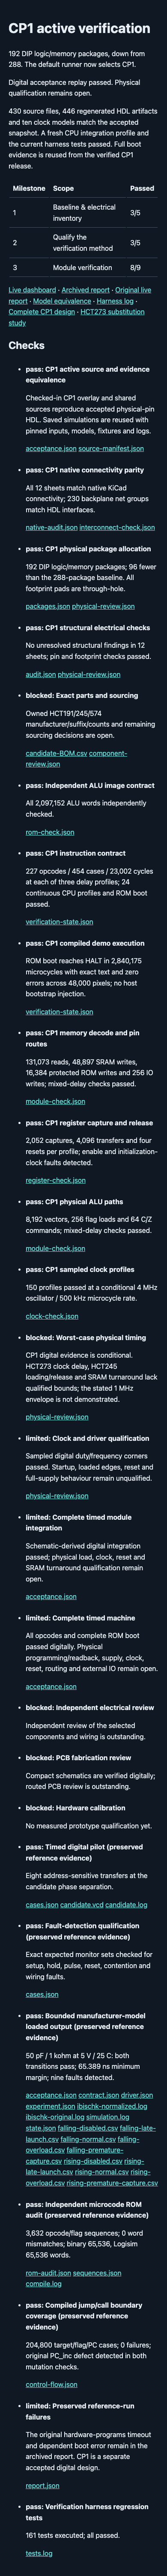 CP1 active verification
192 DIP logic/memory packages, down from
288. The default runner now selects CP1.
Digital acceptance replay passed. Physical
qualification remains open.
430 source files, 446 regenerated HDL artifacts
and ten clock models match the accepted
snapshot. A fresh CP1 integration profile and
the current harness tests passed. Full boot
evidence is reused from the verified CP1
release.
Milestone Scope Passed
1 Baseline & electrical inventory 3/5
2 Qualify the verification method 3/5
3 Module verification 8/9
Live dashboard · Archived report · Original live
report · Model equivalence · Harness log ·
Complete CP1 design · HCT273 substitution
study
Checks
• pass: CP1 active source and evidence
equivalence
Checked-in CP1 overlay and shared
sources reproduce accepted physical-pin
HDL. Saved simulations are reused with
pinned inputs, models, figures and logs.
acceptance.json source-manifest.json
• pass: CP1 native connectivity parity
All 12 sheets match native KiCad
connectivity; 230 backplane net groups
match HDL interfaces.
native-audit.json interconnect-check.json
• pass: CP1 physical package allocation
192 DIP logic/memory packages; 96 fewer
than the 288-package baseline. All
footprint pads are through-hole.
packages.json physical-review.json
• pass: CP1 structural electrical checks
No unresolved structural findings in 12
sheets; pin and footprint checks passed.
audit.json physical-review.json
• blocked: Exact parts and sourcing
Owned HCT191/245/574
manufacturer/suffix/counts and remaining
sourcing decisions are open.
candidate-BOM.csv component-
review.json
• pass: Independent ALU image contract
All 2,097,152 ALU words independently
checked.
rom-check.json
• pass: CP1 instruction contract
227 opcodes / 454 cases / 23,002 cycles
at each of three delay profiles; 24
continuous CPU profiles and ROM boot
passed.
verification-state.json
• pass: CP1 compiled demo execution
ROM boot reaches HALT in 2,840,175
microcycles with exact text and zero
errors across 48,000 pixels; no host
bootstrap injection.
verification-state.json
• pass: CP1 memory decode and pin
routes
131,073 reads, 48,897 SRAM writes,
16,384 protected ROM writes and 256 IO
writes; mixed-delay checks passed.
module-check.json
• pass: CP1 register capture and release
2,052 captures, 4,096 transfers and four
resets per profile; enable and initialization-
clock faults detected.
register-check.json
• pass: CP1 physical ALU paths
8,192 vectors, 256 flag loads and 64 C/Z
commands; mixed-delay checks passed.
module-check.json
• pass: CP1 sampled clock profiles
150 profiles passed at a conditional 4 MHz
oscillator / 500 kHz microcycle rate.
clock-check.json
• blocked: Worst-case physical timing
CP1 digital evidence is conditional.
HCT273 clock delay, HCT245
loading/release and SRAM turnaround lack
qualified bounds; the stated 1 MHz
envelope is not demonstrated.
physical-review.json
• limited: Clock and driver qualification
Sampled digital duty/frequency corners
passed. Startup, loaded edges, reset and
full-supply behaviour remain unqualified.
physical-review.json
• limited: Complete timed module
integration
Schematic-derived digital integration
passed; physical load, clock, reset and
SRAM turnaround qualification remain
open.
acceptance.json
• limited: Complete timed machine
All opcodes and complete ROM boot
passed digitally. Physical
programming/readback, supply, clock,
reset, routing and external IO remain open.
acceptance.json
• blocked: Independent electrical review
Independent review of the selected
components and wiring is outstanding.
• blocked: PCB fabrication review
Compact schematics are verified digitally;
routed PCB review is outstanding.
• blocked: Hardware calibration
No measured prototype qualification yet.
• pass: Timed digital pilot (preserved
reference evidence)
Eight address-sensitive transfers at the
candidate phase separation.
cases.json candidate.vcd candidate.log
• pass: Fault-detection qualification
(preserved reference evidence)
Exact expected monitor sets checked for
setup, hold, pulse, reset, contention and
wiring faults.
cases.json
• pass: Bounded manufacturer-model
loaded output (preserved reference
evidence)
50 pF / 1 kohm at 5 V / 25 C: both
transitions pass; 65.389 ns minimum
margin; nine faults detected.
acceptance.json contract.json driver.json
experiment.json ibischk-normalized.log
ibischk-original.log simulation.log
state.json falling-disabled.csv falling-late-
launch.csv falling-normal.csv falling-
overload.csv falling-premature-
capture.csv rising-disabled.csv rising-
late-launch.csv rising-normal.csv rising-
overload.csv rising-premature-capture.csv
• pass: Independent microcode ROM
audit (preserved reference evidence)
3,632 opcode/flag sequences; 0 word
mismatches; binary 65,536, Logisim
65,536 words.
rom-audit.json sequences.json
compile.log
• pass: Compiled jump/call boundary
coverage (preserved reference
evidence)
204,800 target/flag/PC cases; 0 failures;
original PC_inc defect detected in both
mutation checks.
control-flow.json
• limited: Preserved reference-run
failures
The original hardware-programs timeout
and dependent boot error remain in the
archived report. CP1 is a separate
accepted digital design.
report.json
• pass: Verification harness regression
tests
161 tests executed; all passed.
tests.log